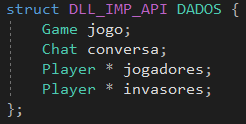 struct DLL_IMP_API DADOS {
Game jogo;
Chat conversa;
Player * jogadores;
Player * invasores;
};